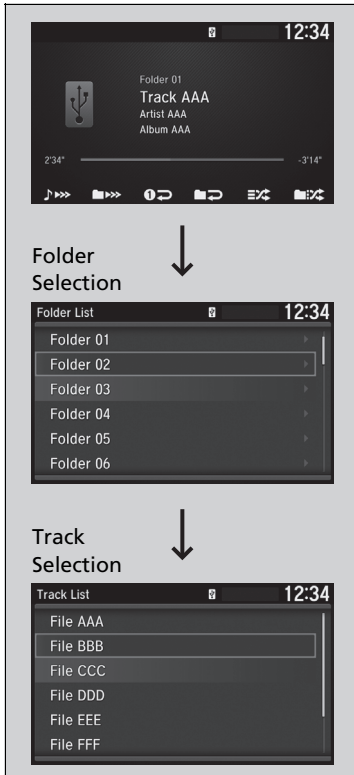 12:34
Folder 01
Track AAA
Artist AAA
Album AAA
2'34"
-3'14"
Folder
Selection
Folder List
12:34
Folder 01
Folder 02
Folder 03
Folder 04
Folder 05
Folder 06
Track
Selection
Track List
12:34
File AAA
File BBB
File CCC
File DDD
File EEE
File FFF